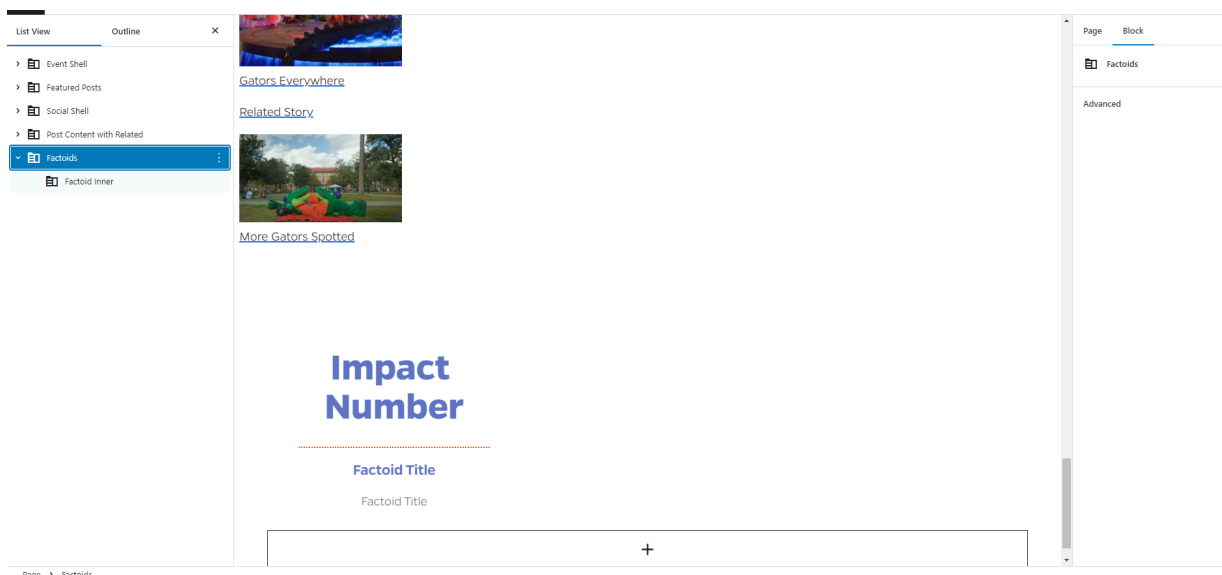 List View
Outline
×
Event Shell
Featured Posts
Social Shell
Post Content with Related
Factoids
Factoid Inner
Gators Everywhere
Related Story
More Gators Spotted
Impact
Number
Factoid Title
Factoid Title
+
Page
Block
Factoids
Advanced
Page > Factoids